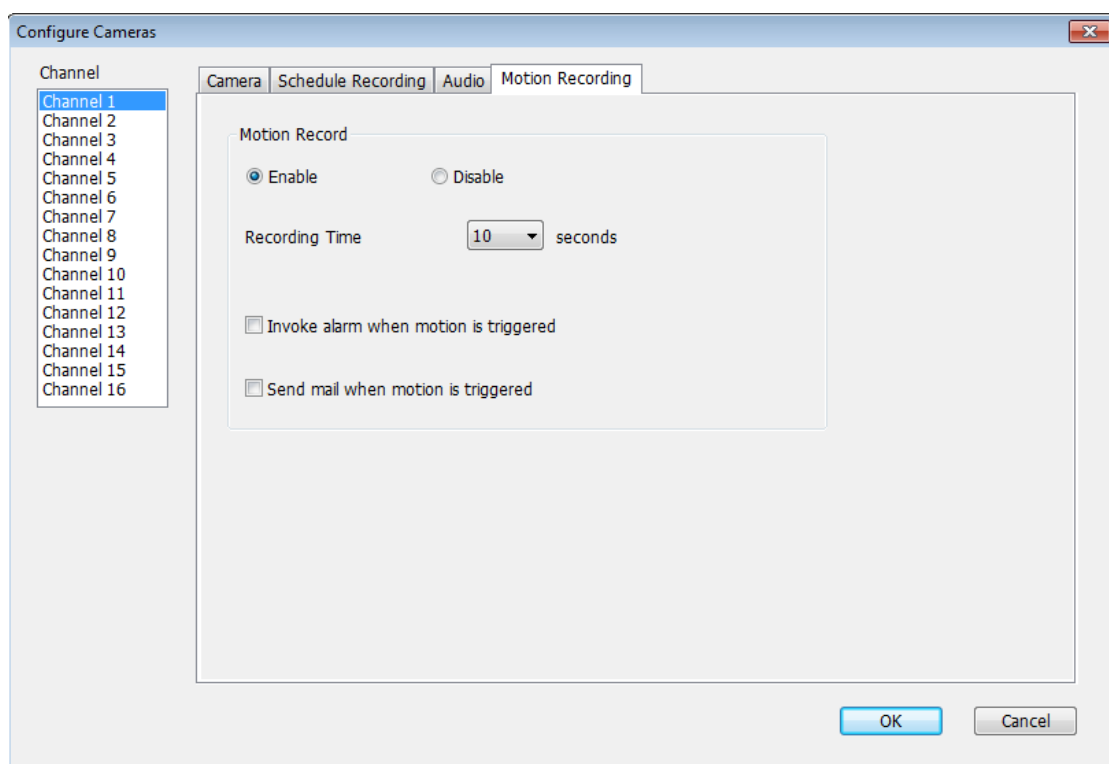 Configure Cameras
Channel
Channel 1
Channel 2
Channel 3
Channel 4
Channel 5
Channel 6
Channel 7
Channel 8
Channel 9
Channel 10
Channel 11
Channel 12
Channel 13
Channel 14
Channel 15
Channel 16
Camera Schedule Recording Audio Motion Recording
Motion Record
Enable Disable
Recording Time 10 seconds
Invoke alarm when motion is triggered
Send mail when motion is triggered
OK Cancel